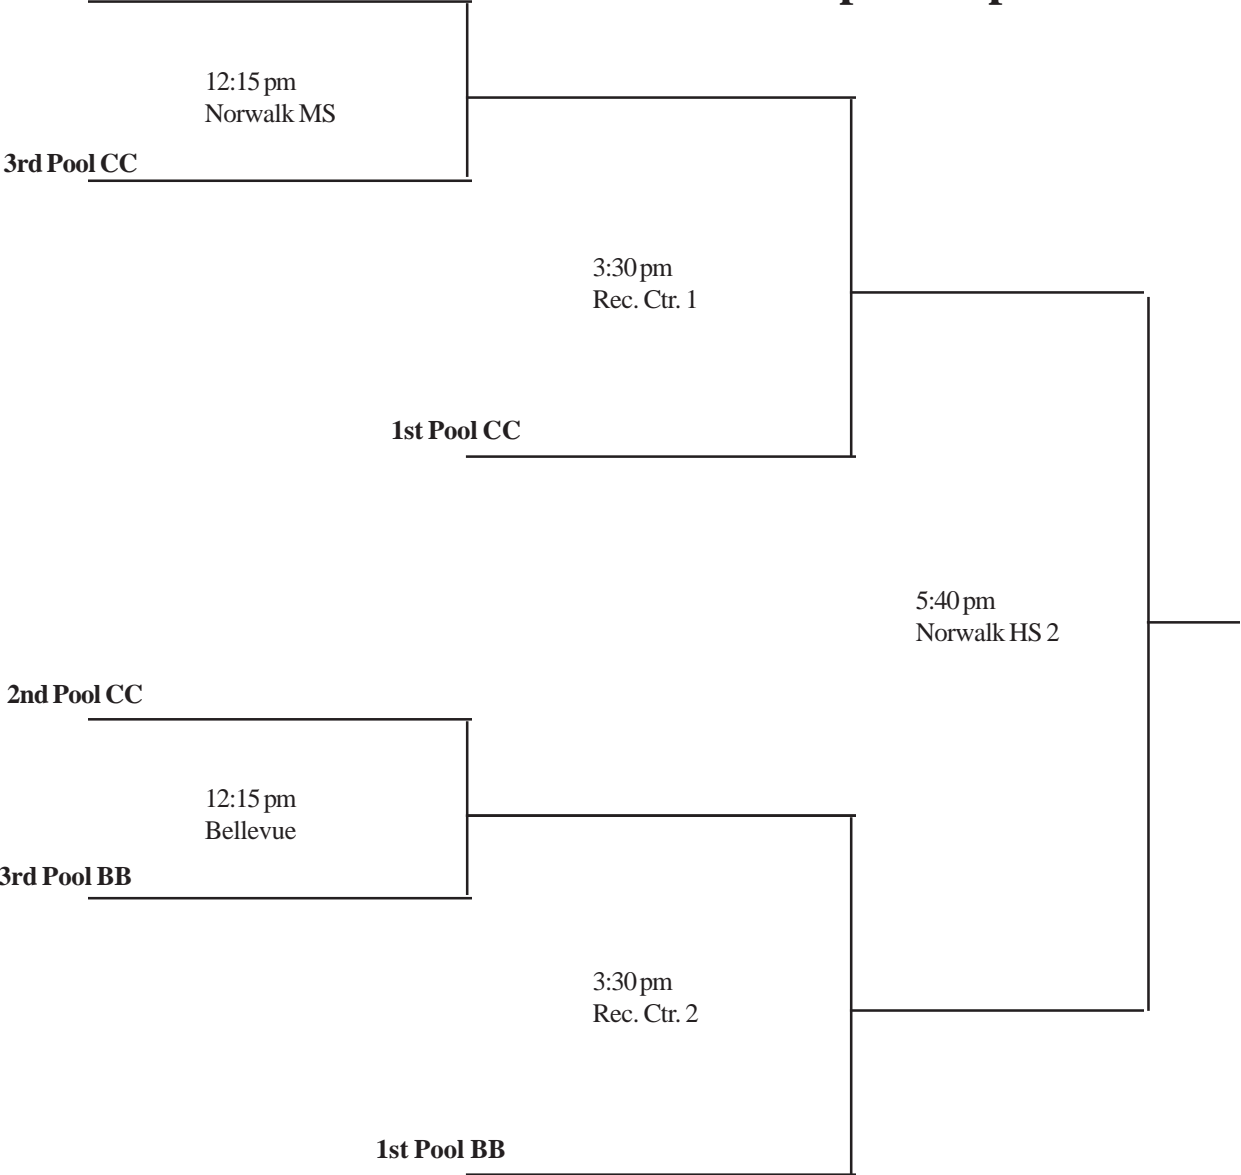 12:15 pm
Norwalk MS
3rd Pool CC
3:30 pm
Rec. Ctr. 1
1st Pool CC
5:40 pm
Norwalk HS 2
2nd Pool CC
12:15 pm
Bellevue
3rd Pool BB
3:30 pm
Rec. Ctr. 2
1st Pool BB